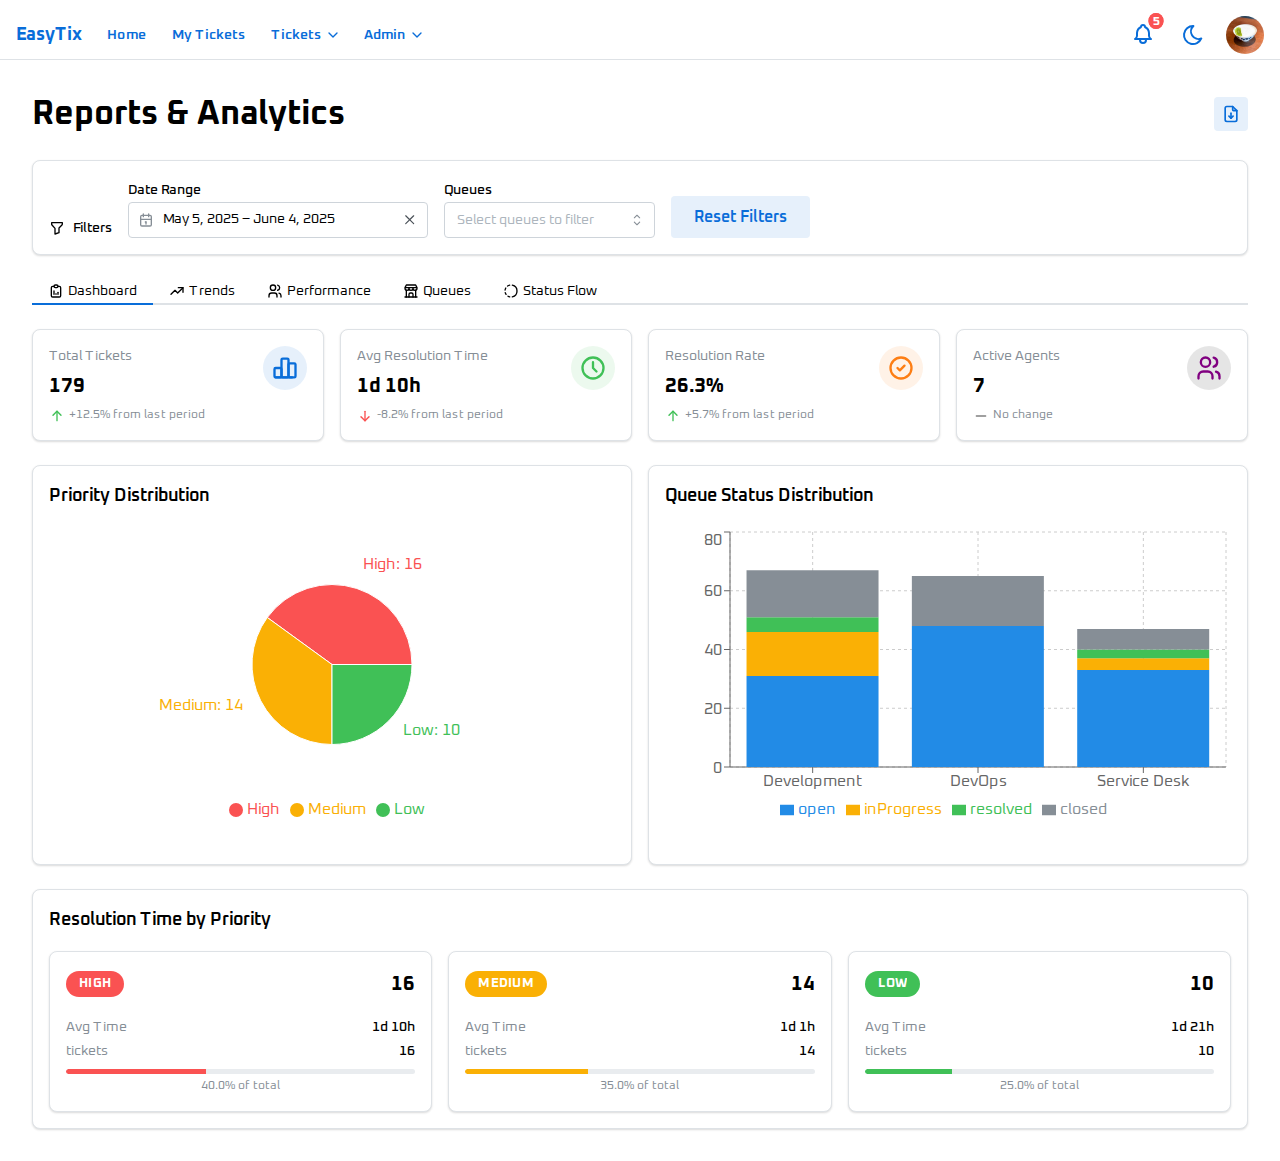 EasyTix Home My Tickets Tickets Admin 5
Reports & Analytics
Date Range Queues
Filters May 5, 2025 – June 4, 2025 Select queues to filter Reset Filters
Dashboard Trends Performance Queues Status Flow
Total Tickets
179
+12.5% from last period
Avg Resolution Time
1d 10h
-8.2% from last period
Resolution Rate
26.3%
+5.7% from last period
Active Agents
7
No change
Priority Distribution
High: 16
Medium: 14
Low: 10
High Medium Low
Queue Status Distribution
80
60
40
20
0
Development DevOps Service Desk
open inProgress resolved closed
Resolution Time by Priority
HIGH 16
Avg Time 1d 10h
tickets 16
40.0% of total
MEDIUM 14
Avg Time 1d 1h
tickets 14
35.0% of total
LOW 10
Avg Time 1d 21h
tickets 10
25.0% of total